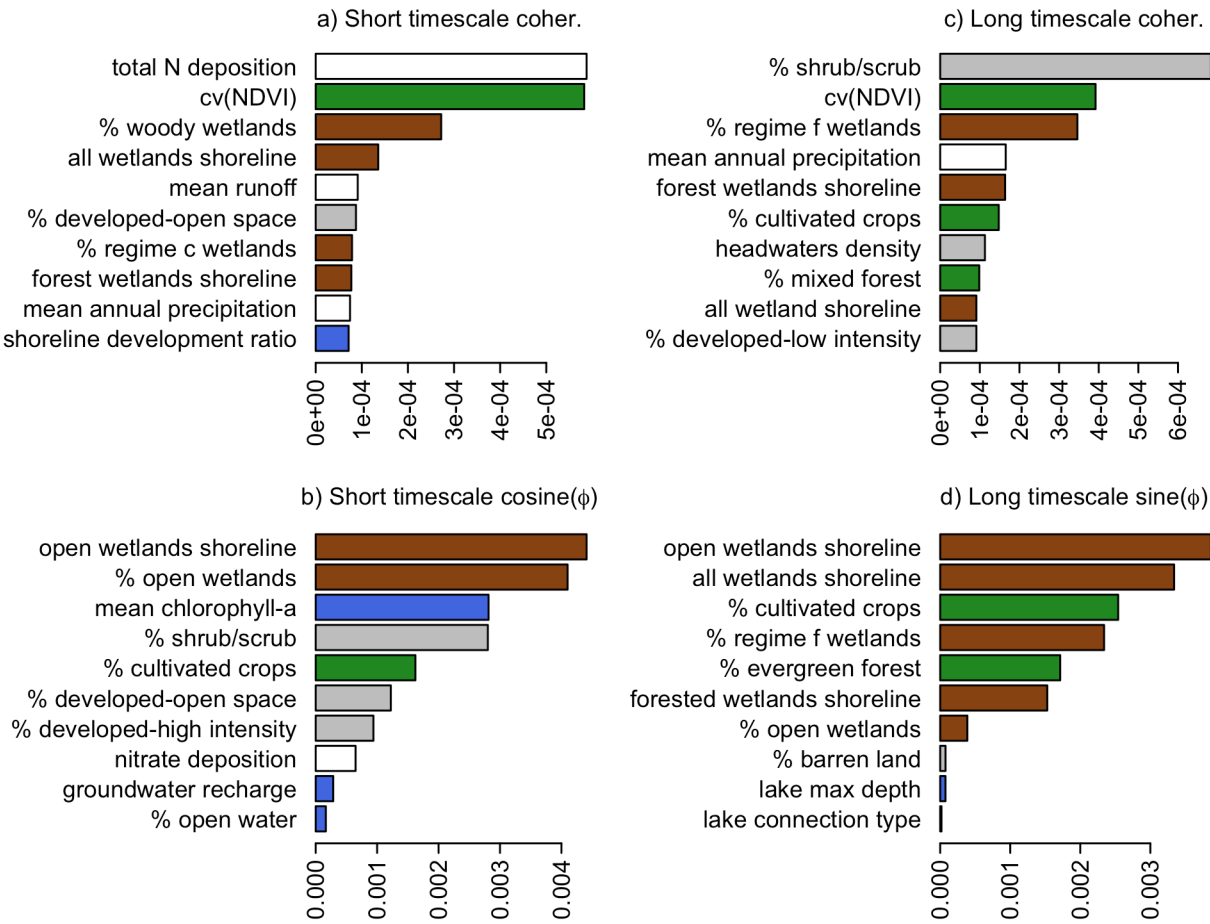 a) Short timescale coher.
total N deposition
cv(NDVI)
% woody wetlands
all wetlands shoreline
mean runoff
% developed-open space
% regime c wetlands
forest wetlands shoreline
mean annual precipitation
shoreline development ratio
0e+00
1e-04
2e-04
3e-04
4e-04
5e-04
c) Long timescale coher.
% shrub/scrub
cv(NDVI)
% regime f wetlands
mean annual precipitation
forest wetlands shoreline
% cultivated crops
headwaters density
% mixed forest
all wetland shoreline
% developed-low intensity
0e+00
1e-04
2e-04
3e-04
4e-04
5e-04
6e-04
b) Short timescale cosine(ϕ)
open wetlands shoreline
% open wetlands
mean chlorophyll-a
% shrub/scrub
% cultivated crops
% developed-open space
% developed-high intensity
nitrate deposition
groundwater recharge
% open water
0.000
0.001
0.002
0.003
0.004
d) Long timescale sine(ϕ)
open wetlands shoreline
all wetlands shoreline
% cultivated crops
% regime f wetlands
% evergreen forest
forested wetlands shoreline
% open wetlands
% barren land
lake max depth
lake connection type
0.000
0.001
0.002
0.003